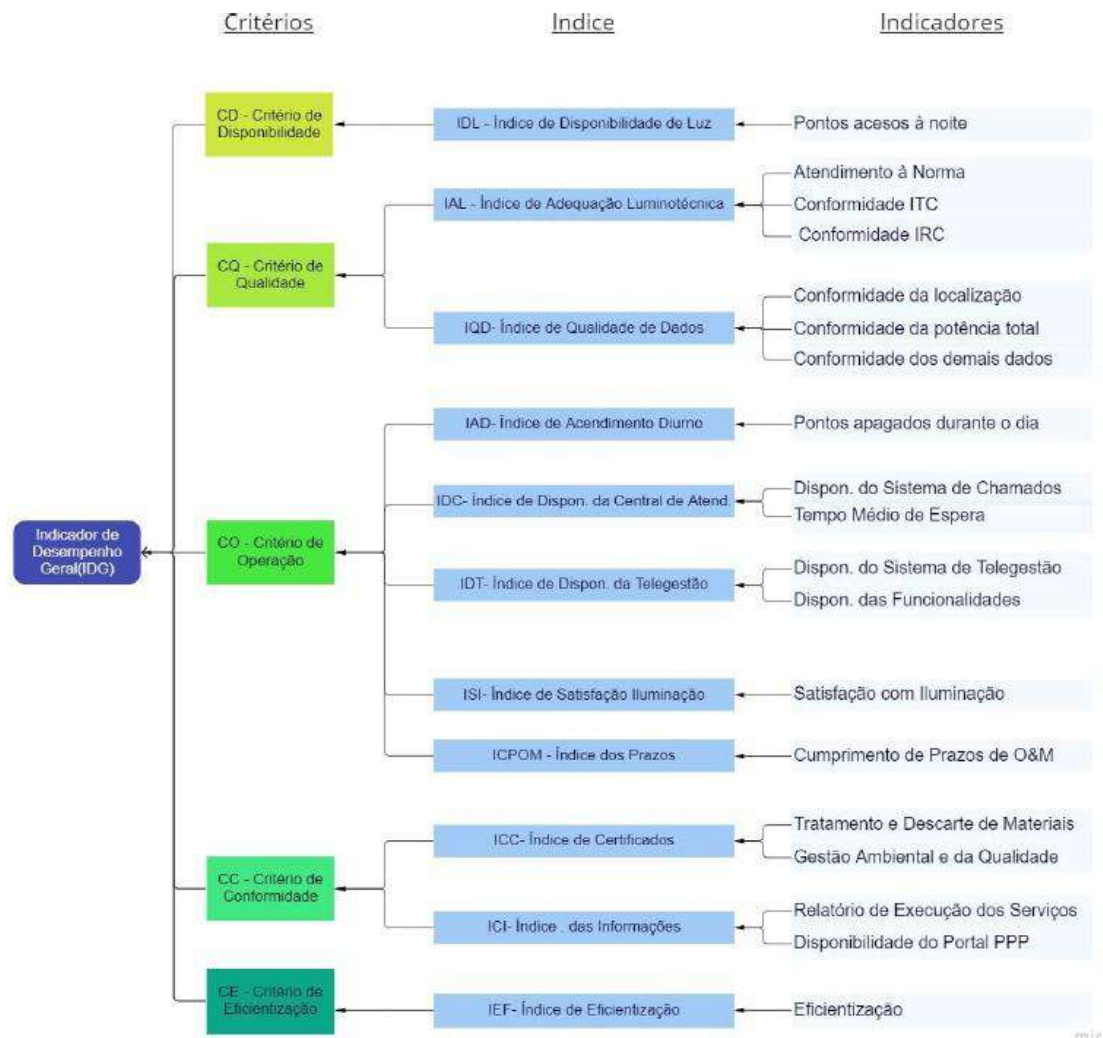 Critérios
Indice
Indicadores
CD - Critério de
Disponibilidade
IDL - Índice de Disponibilidade de Luz
Pontos acesos à noite
IAL - Índice de Adequação Luminotécnica
Atendimento à Norma
Conformidade ITC
Conformidade IRC
CQ - Critério de
Qualidade
IQD- Índice de Qualidade de Dados
Conformidade da localização
Conformidade da potência total
Conformidade dos demais dados
IAD- Índice de Acendimento Diurno
Pontos apagados durante o dia
IDC- Índice de Dispon. da Central de Atend.
Dispon. do Sistema de Chamados
Tempo Médio de Espera
Indicador de
Desempenho
Geral(IDG)
CO - Critério de
Operação
IDT- Índice de Dispon. da Telegestão
Dispon. do Sistema de Telegestão
Dispon. das Funcionalidades
ISI- Índice de Satisfação Iluminação
Satisfação com Iluminação
ICPOM - Índice dos Prazos
Cumprimento de Prazos de O&M
ICC- Índice de Certificados
Tratamento e Descarte de Materiais
Gestão Ambiental e da Qualidade
CC - Critério de
Conformidade
ICI- Índice . das Informações
Relatório de Execução dos Serviços
Disponibilidade do Portal PPP
CE - Critério de
Eficientização
IEF- Índice de Eficientização
Eficientização